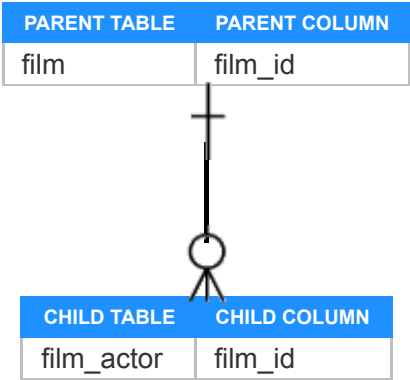 PARENT TABLE PARENT COLUMN
film film_id
CHILD TABLE CHILD COLUMN
film_actor film_id